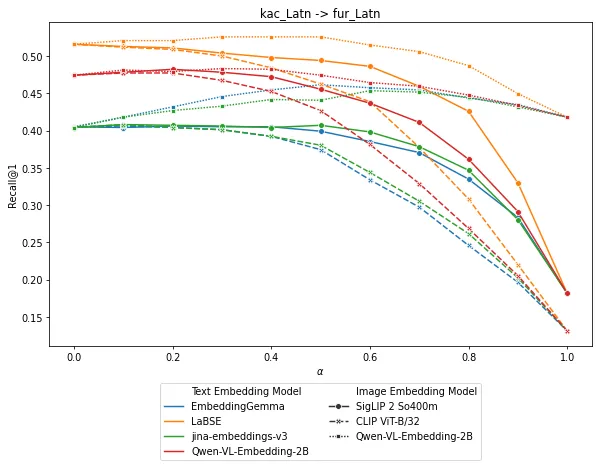 kac_Latn -> fur_Latn
Recall@1
0.50
0.45
0.40
0.35
0.30
0.25
0.20
0.15
0.0
0.2
0.4
0.6
0.8
1.0
α
Text Embedding Model
EmbeddingGemma
LaBSE
jina-embeddings-v3
Qwen-VL-Embedding-2B
Image Embedding Model
SigLIP 2 So400m
CLIP ViT-B/32
Qwen-VL-Embedding-2B